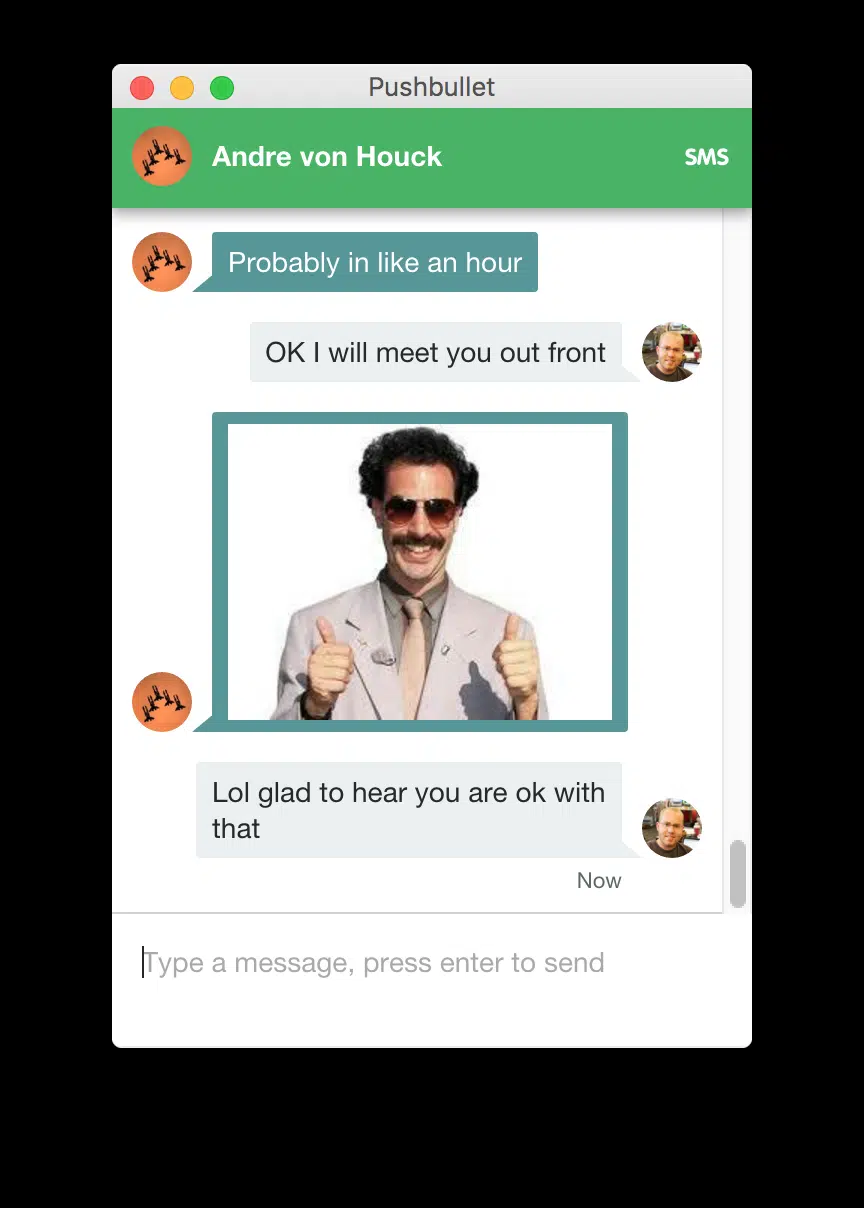 Pushbullet
Andre von Houck
SMS
Probably in like an hour
OK I will meet you out front
Lol glad to hear you are ok with
that
Now
Type a message, press enter to send